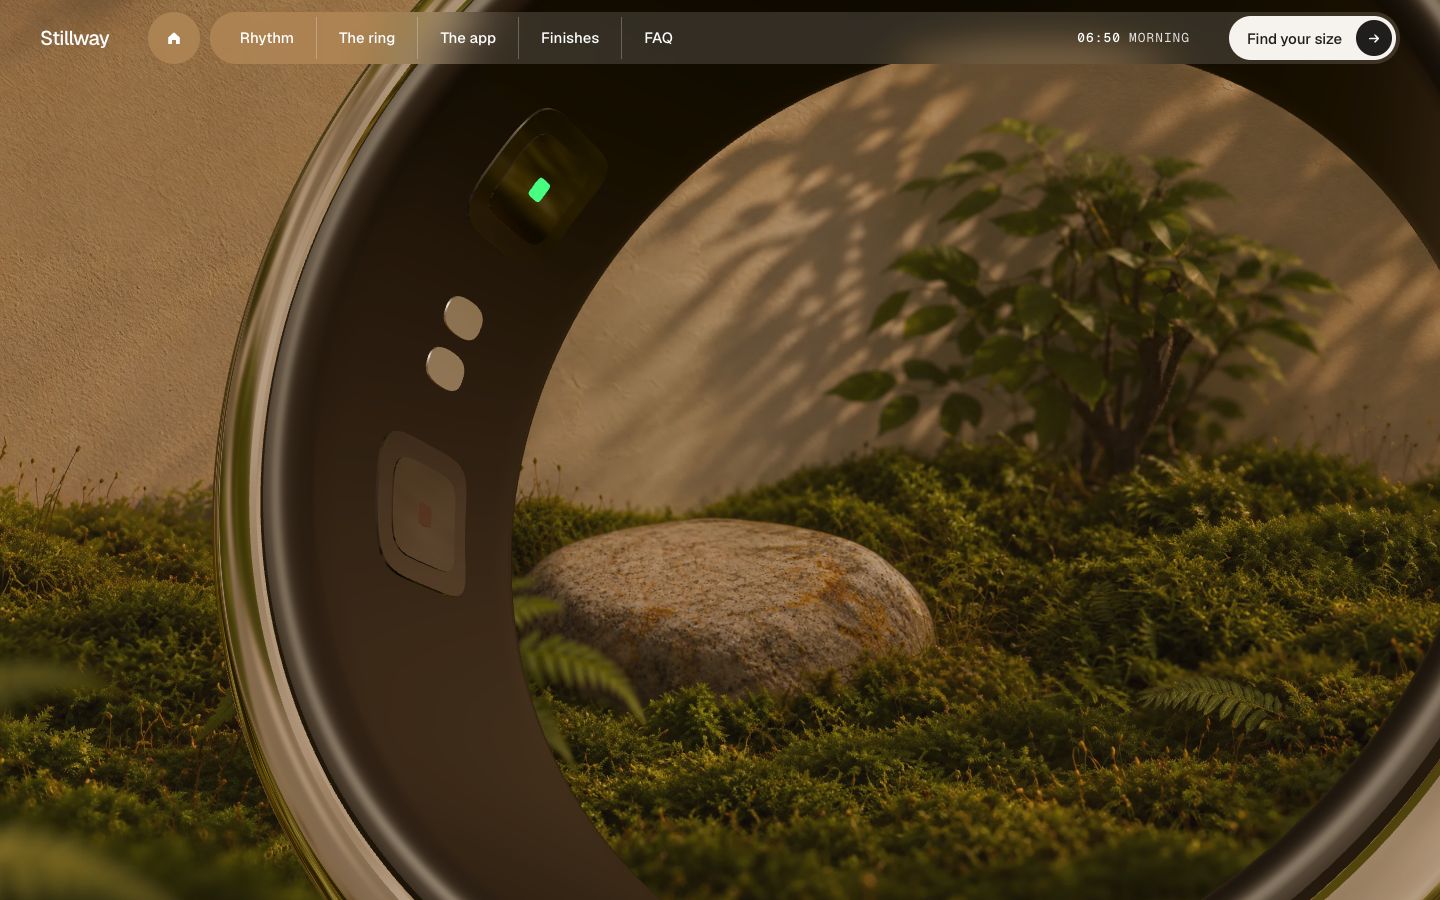 Stillway
Rhythm
The ring
The app
Finishes
FAQ
06:50 MORNING
Find your size